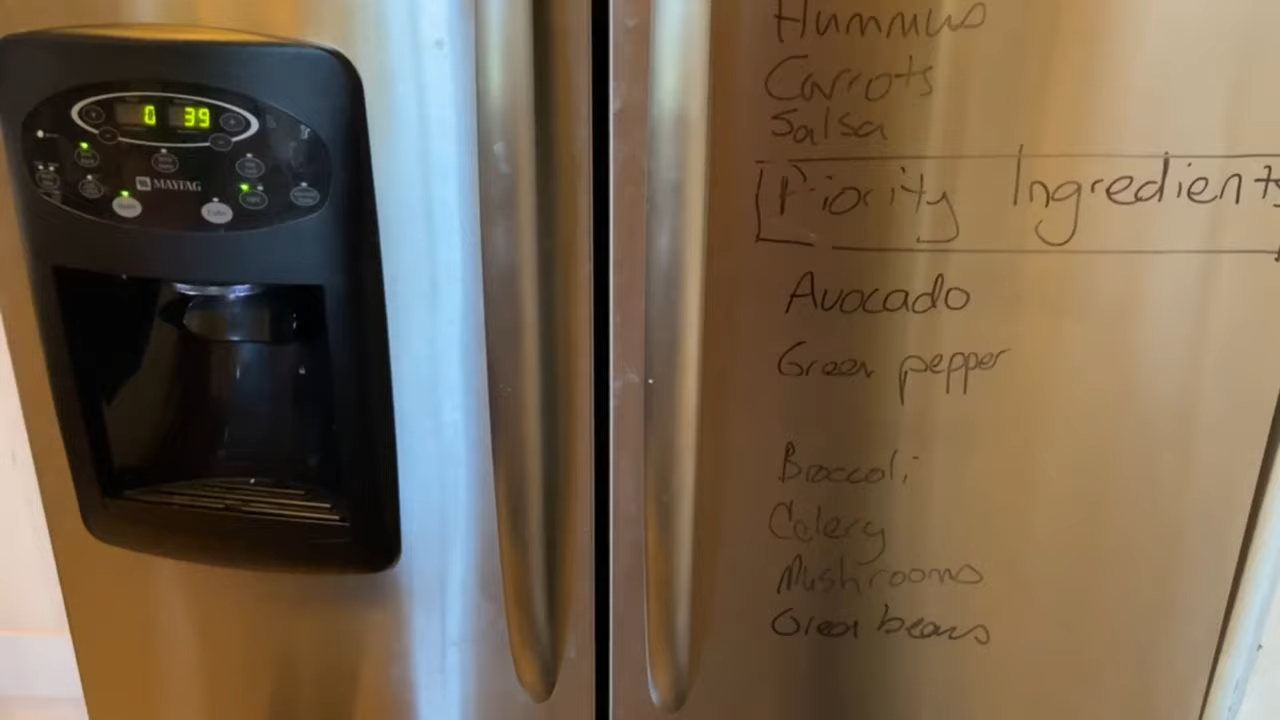 0 39
MAYTAG
Hummus
Carrots
Salsa
Priority Ingredients
Avocado
Green pepper
Broccoli
Celery
Mushrooms
Green beans